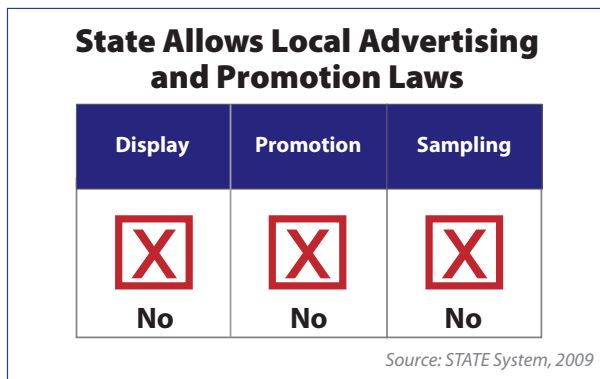 State Allows Local Advertising
and Promotion Laws
Display Promotion Sampling
X X X
No No No
Source: STATE System, 2009